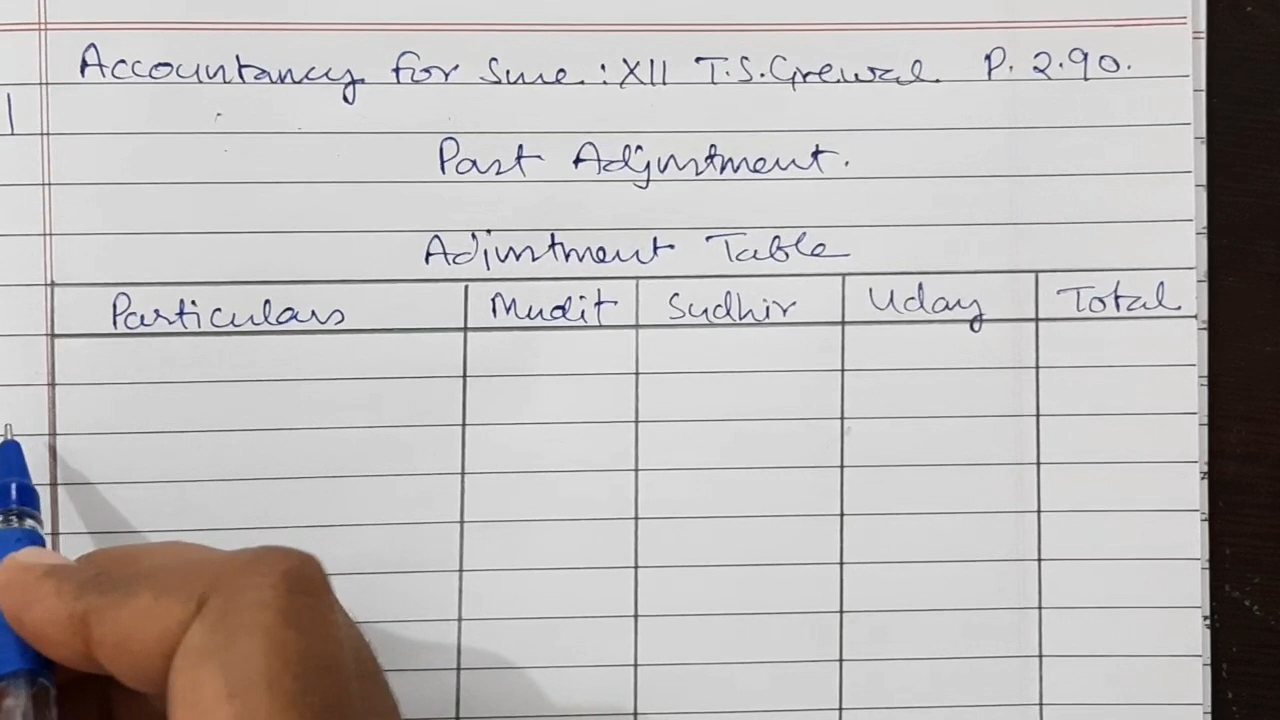 Accountancy for Sure.: XII T.S. Grewal P. 2.90.
Past Adjustment.
Adjustment Table
Particulars Mudit Sudhir Uday Total